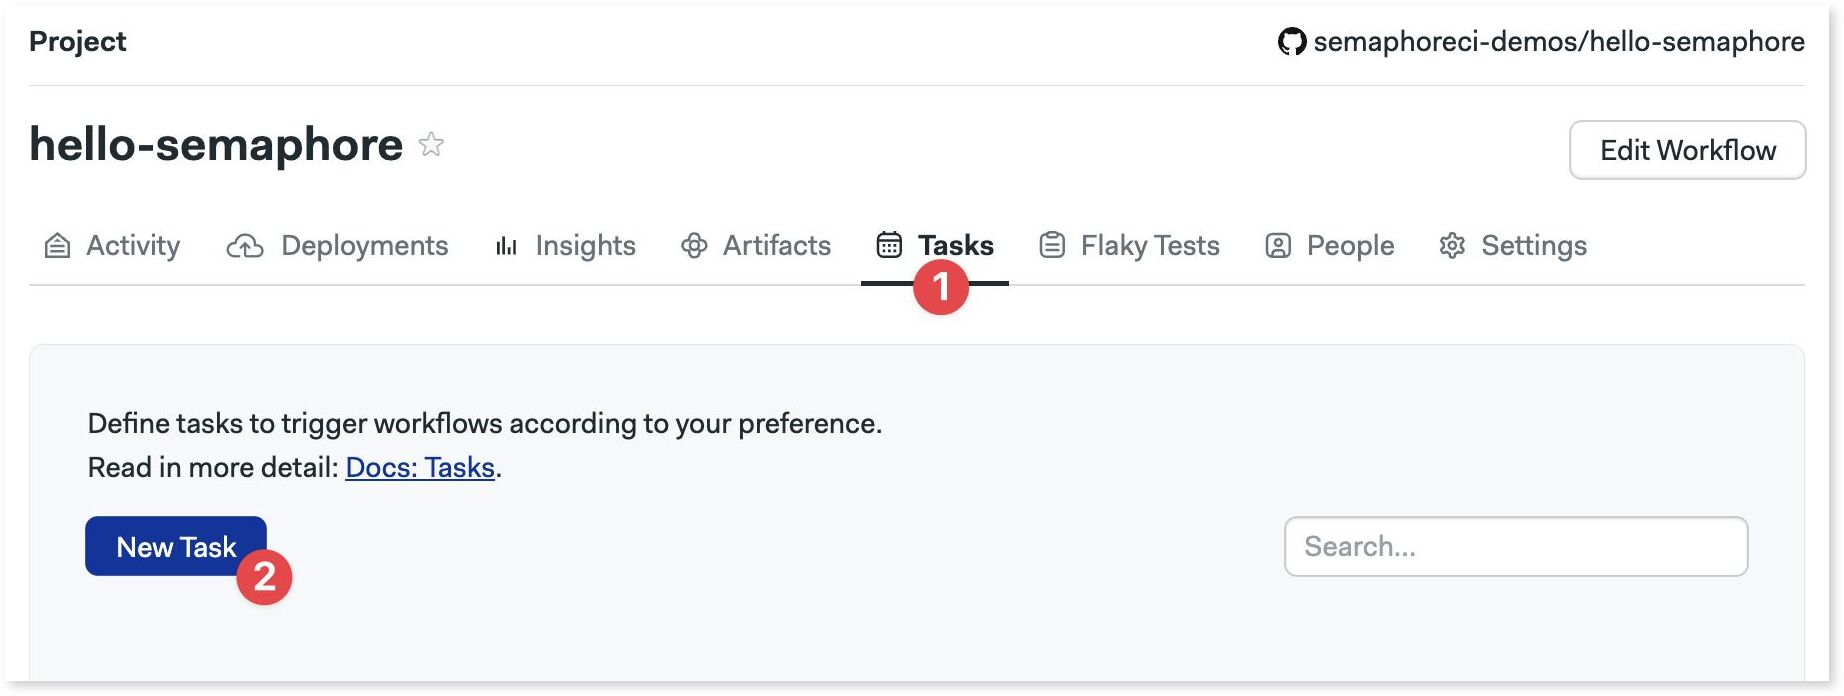 Project
semaphoreci-demos/hello-semaphore
hello-semaphore
Edit Workflow
Activity Deployments Insights Artifacts Tasks Flaky Tests People Settings
1
Define tasks to trigger workflows according to your preference.
Read in more detail: Docs: Tasks.
New Task
Search...
2